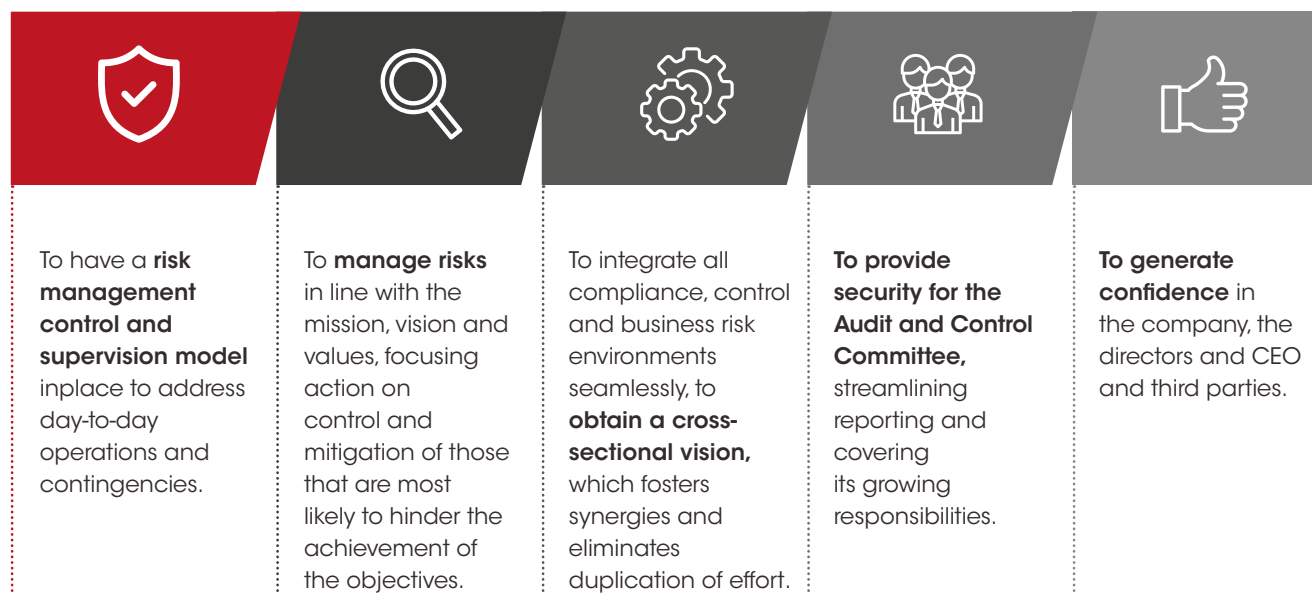 To have a risk
management
control and
supervision model
inplace to address
day-to-day
operations and
contingencies.
To manage risks
in line with the
mission, vision and
values, focusing
action on
control and
mitigation of those
that are most
likely to hinder the
achievement of
the objectives.
To integrate all
compliance, control
and business risk
environments
seamlessly, to
obtain a cross-
sectional vision,
which fosters
synergies and
eliminates
duplication of effort.
To provide
security for the
Audit and Control
Committee,
streamlining
reporting and
covering
its growing
responsibilities.
To generate
confidence in
the company, the
directors and CEO
and third parties.